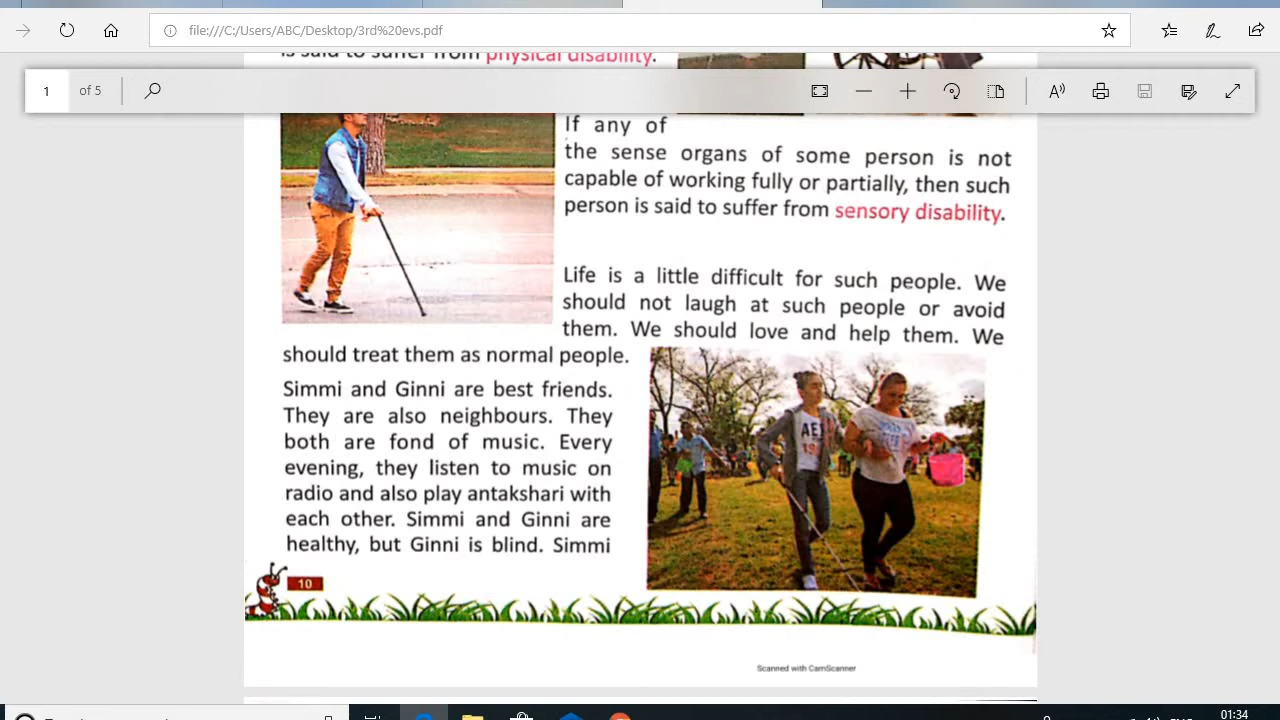 file:///C:/Users/ABC/Desktop/3rd%20evs.pdf
is said to suffer from physical disability.
1 of 5
If any of
the sense organs of some person is not
capable of working fully or partially, then such
person is said to suffer from sensory disability.
Life is a little difficult for such people. We
should not laugh at such people or avoid
them. We should love and help them. We
should treat them as normal people.
Simmi and Ginni are best friends.
They are also neighbours. They
both are fond of music. Every
evening, they listen to music on
radio and also play antakshari with
each other. Simmi and Ginni are
healthy, but Ginni is blind. Simmi
10
Scanned with CamScanner
01:34